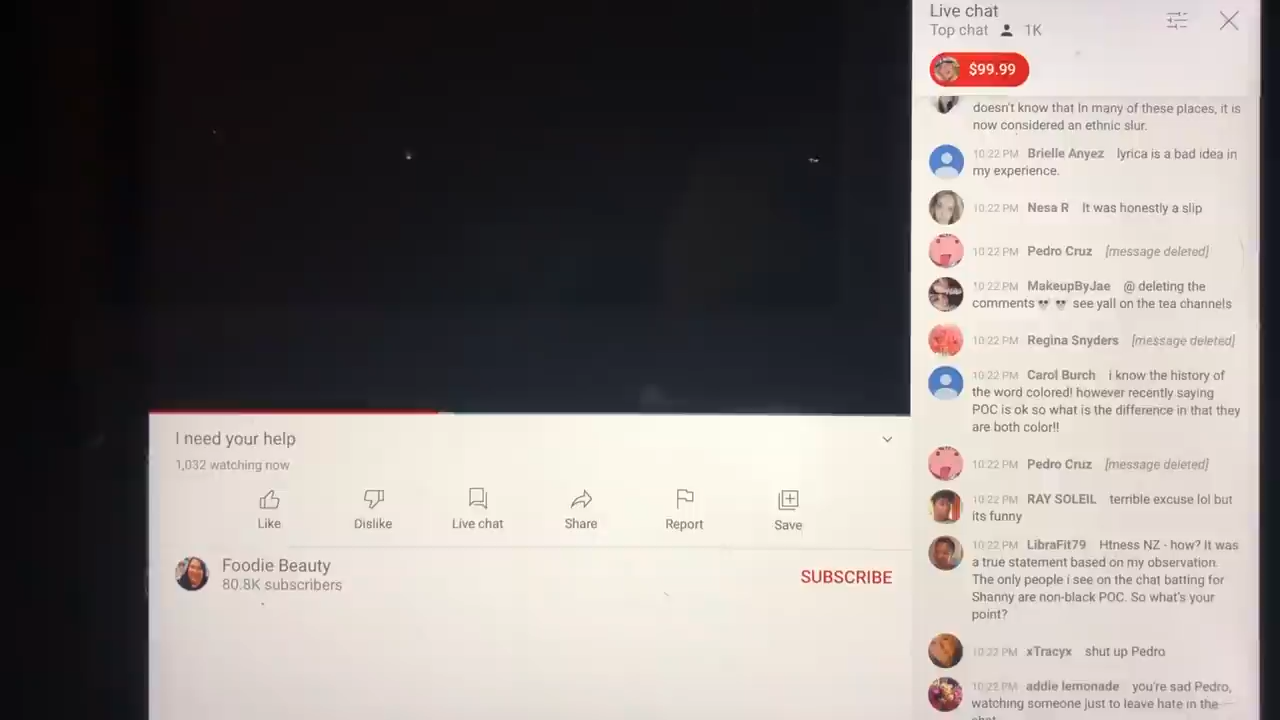 Live chat
Top chat 1K
$99.99
doesn't know that In many of these places, it is
now considered an ethnic slur.
10:22 PM Brielle Anyez lyrica is a bad idea in
my experience.
10:22 PM Nesa R It was honestly a slip
10:22 PM Pedro Cruz [message deleted]
10:22 PM MakeupByJae @ deleting the
comments 💀 💀 see yall on the tea channels
10:22 PM Regina Snyders [message deleted]
10:22 PM Carol Burch i know the history of
the word colored! however recently saying
POC is ok so what is the difference in that they
are both color!!
10:22 PM Pedro Cruz [message deleted]
10:22 PM RAY SOLEIL terrible excuse lol but
its funny
10:22 PM LibraFit79 Htness NZ - how? It was
a true statement based on my observation.
The only people i see on the chat batting for
Shanny are non-black POC. So what's your
point?
10:22 PM xTracyx shut up Pedro
10:22 PM addie lemonade you're sad Pedro,
watching someone just to leave hate in the
chat
I need your help
1,032 watching now
Like
Dislike
Live chat
Share
Report
Save
Foodie Beauty
80.8K subscribers
SUBSCRIBE